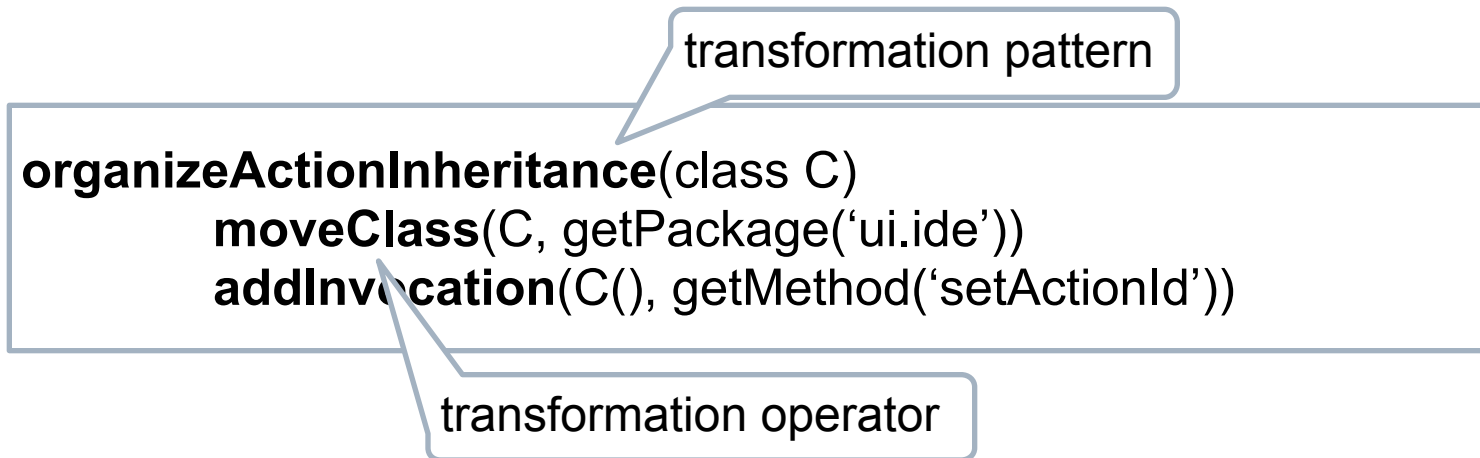 transformation pattern
organizeActionInheritance(class C)
moveClass(C, getPackage(‘ui.ide’))
addInvocation(C(), getMethod(‘setActionId’))
transformation operator